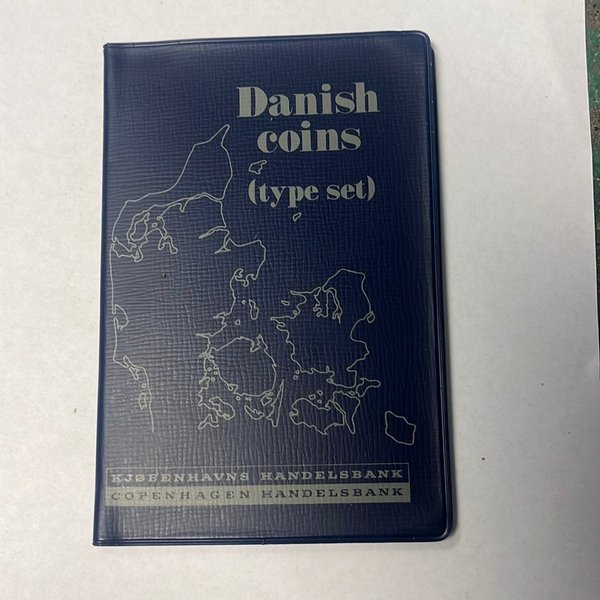 Danish
coins
(type set)
KJØBENHAVNS HANDELSBANK
COPENHAGEN HANDELSBANK